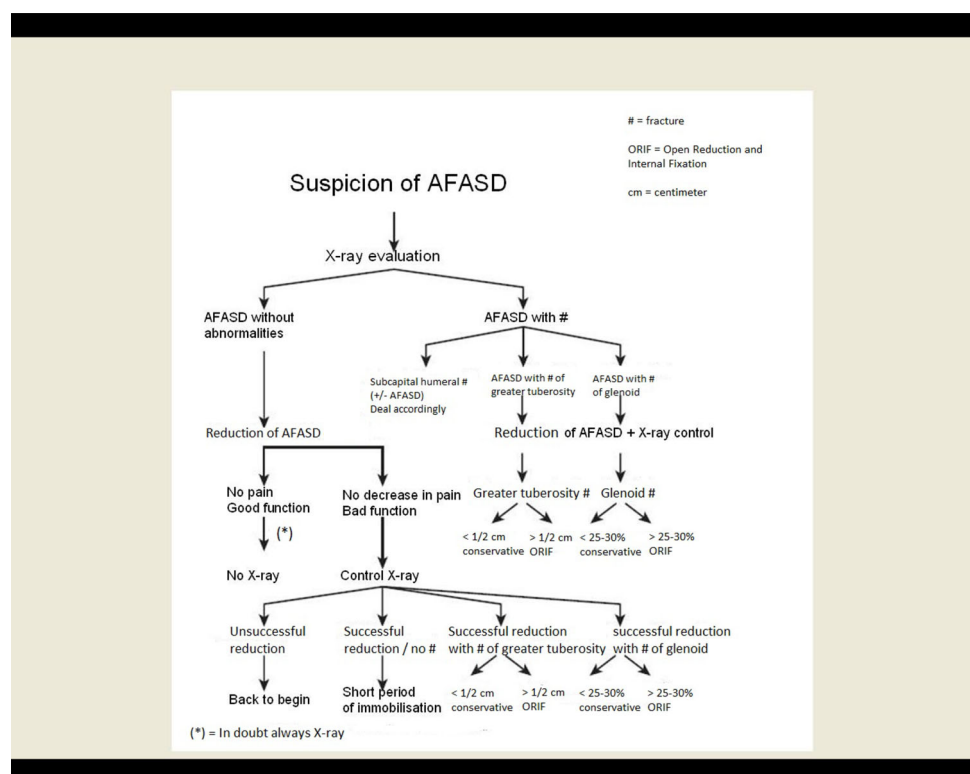 # = fracture
ORIF = Open Reduction and
Internal Fixation
cm = centimeter
Suspicion of AFASD
X-ray evaluation
AFASD without
abnormalities
AFASD with #
Subcapital humeral #
(+/- AFASD)
Deal accordingly
AFASD with # of
greater tuberosity
AFASD with #
of glenoid
Reduction of AFASD
Reduction of AFASD + X-ray control
No pain
Good function
No decrease in pain
Bad function
Greater tuberosity #
Glenoid #
(*)
< 1/2 cm
conservative
> 1/2 cm
ORIF
< 25-30%
conservative
> 25-30%
ORIF
No X-ray
Control X-ray
Unsuccessful
reduction
Successful
reduction / no #
Successful reduction
with # of greater tuberosity
successful reduction
with # of glenoid
Back to begin
Short period
of immobilisation
< 1/2 cm
conservative
> 1/2 cm
ORIF
< 25-30%
conservative
> 25-30%
ORIF
(*) = In doubt always X-ray